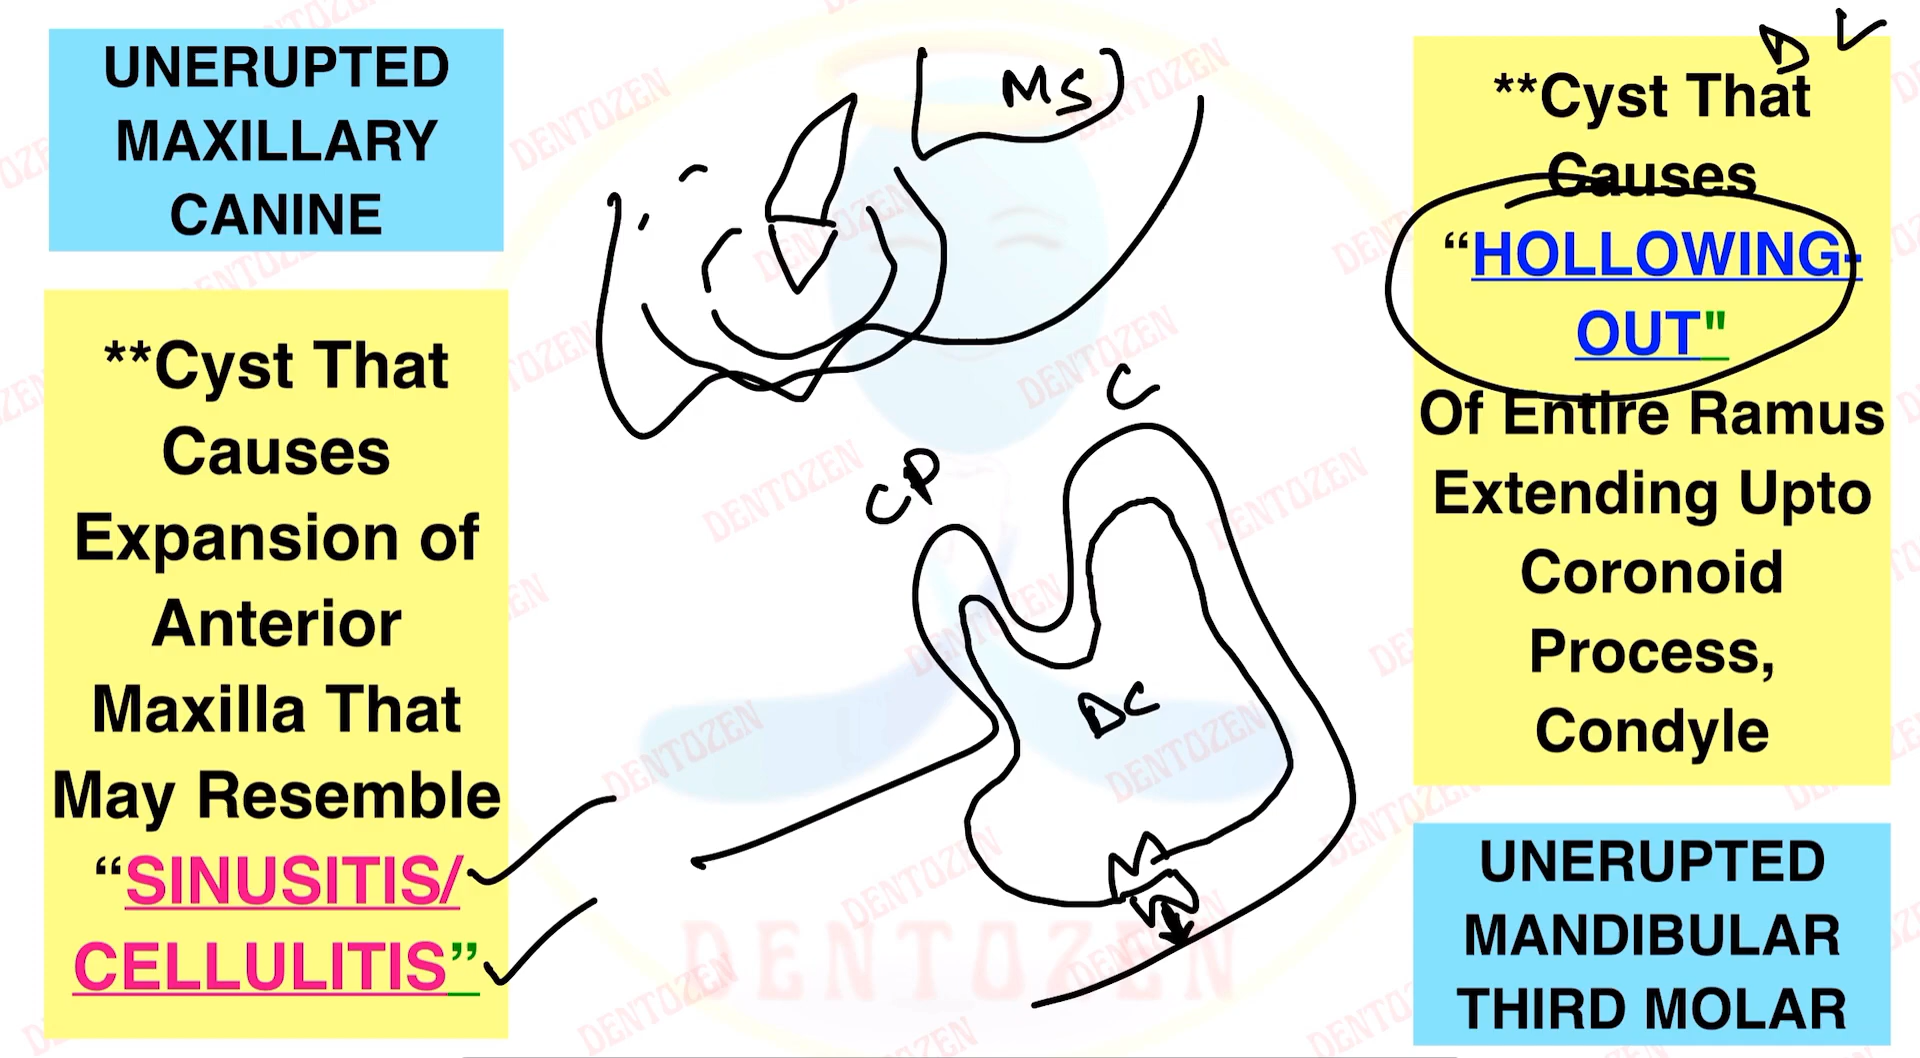 UNERUPTED
MAXILLARY
CANINE
**Cyst That
Causes
Expansion of
Anterior
Maxilla That
May Resemble
“SINUSITIS/
CELLULITIS”
MS
C
CP
DC
D
**Cyst That
Causes
“HOLLOWING-
OUT"
Of Entire Ramus
Extending Upto
Coronoid
Process,
Condyle
UNERUPTED
MANDIBULAR
THIRD MOLAR
DENTOZEN